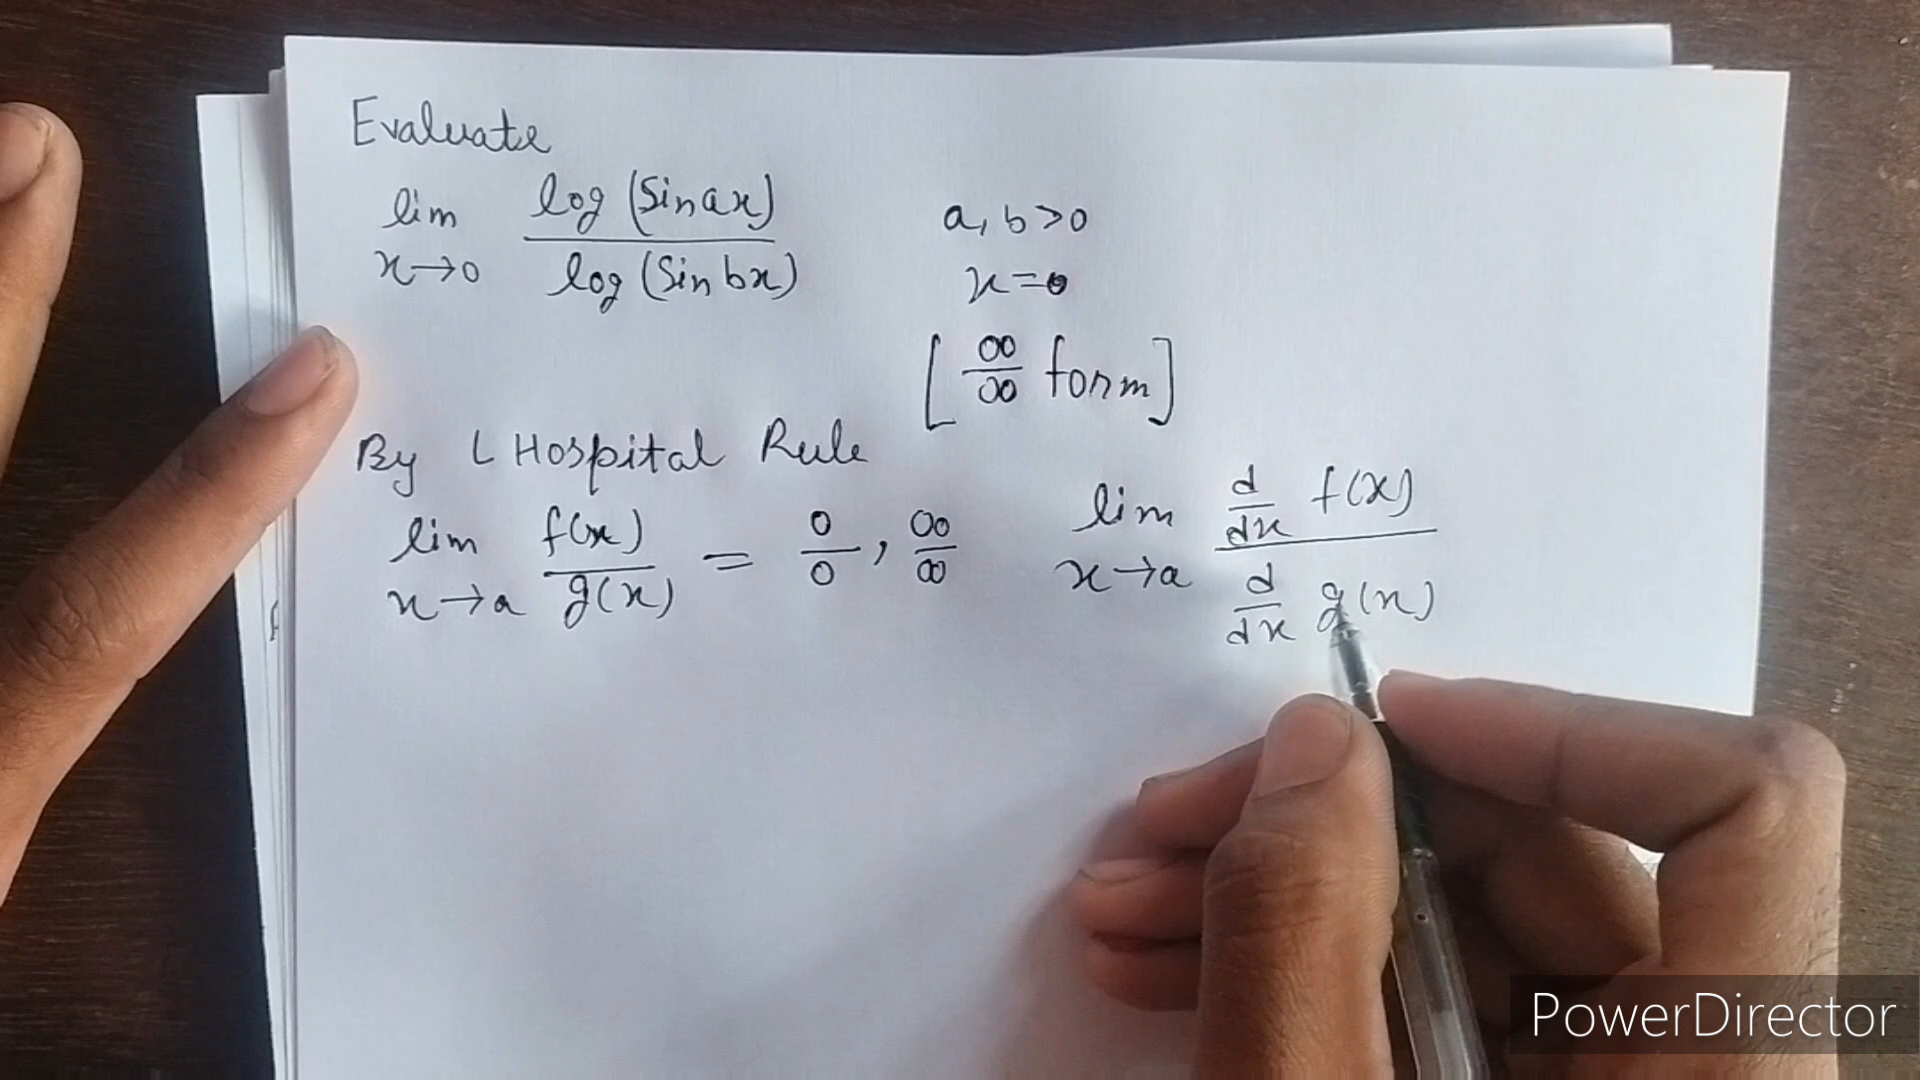 Evaluate
lim x→0 log (Sin ax) / log (Sin bx)
a, b > 0
x = 0
[ ∞/∞ form ]
By L Hospital Rule
lim x→a f(x) / g(x) = 0/0 , ∞/∞
lim x→a d/dx f(x) / d/dx g(x)
PowerDirector